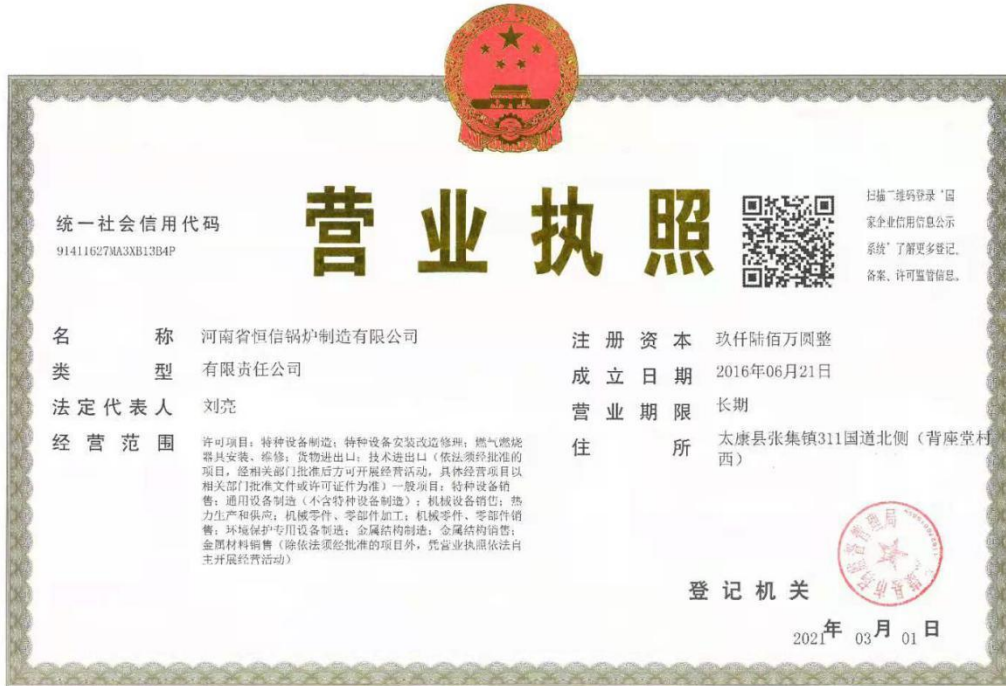 营业执照
统一社会信用代码
91411627MA3XB13B4P
扫描二维码登录‘国
家企业信用信息公示
系统’了解更多登记、
备案、许可监管信息。
名称 河南省恒信锅炉制造有限公司
类型 有限责任公司
法定代表人 刘亮
经营范围 许可项目：特种设备制造；特种设备安装改造修理；燃气燃烧
器具安装、维修；货物进出口；技术进出口（依法须经批准的
项目，经相关部门批准后方可开展经营活动，具体经营项目以
相关部门批准文件或许可证件为准）一般项目：特种设备销
售；通用设备制造（不含特种设备制造）；机械设备销售；热
力生产和供应；机械零件、零部件加工；机械零件、零部件销
售；环境保护专用设备制造；金属结构制造；金属结构销售；
金属材料销售（除依法须经批准的项目外，凭营业执照依法自
主开展经营活动）
注册资本 玖仟陆佰万圆整
成立日期 2016年06月21日
营业期限 长期
住所 太康县张集镇311国道北侧（背座堂村
西）
登记机关
太康县市场监督管理局
2021年03月01日